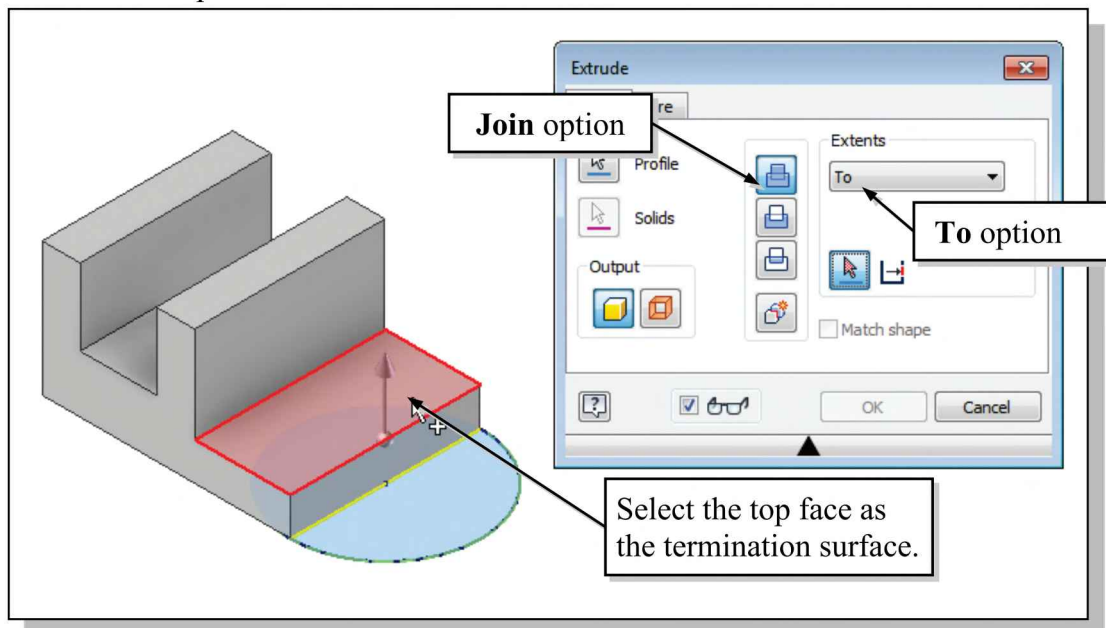 Extrude
re
Join option
Extents
Profile
To
Solids
To option
Output
Match shape
OK
Cancel
Select the top face as
the termination surface.